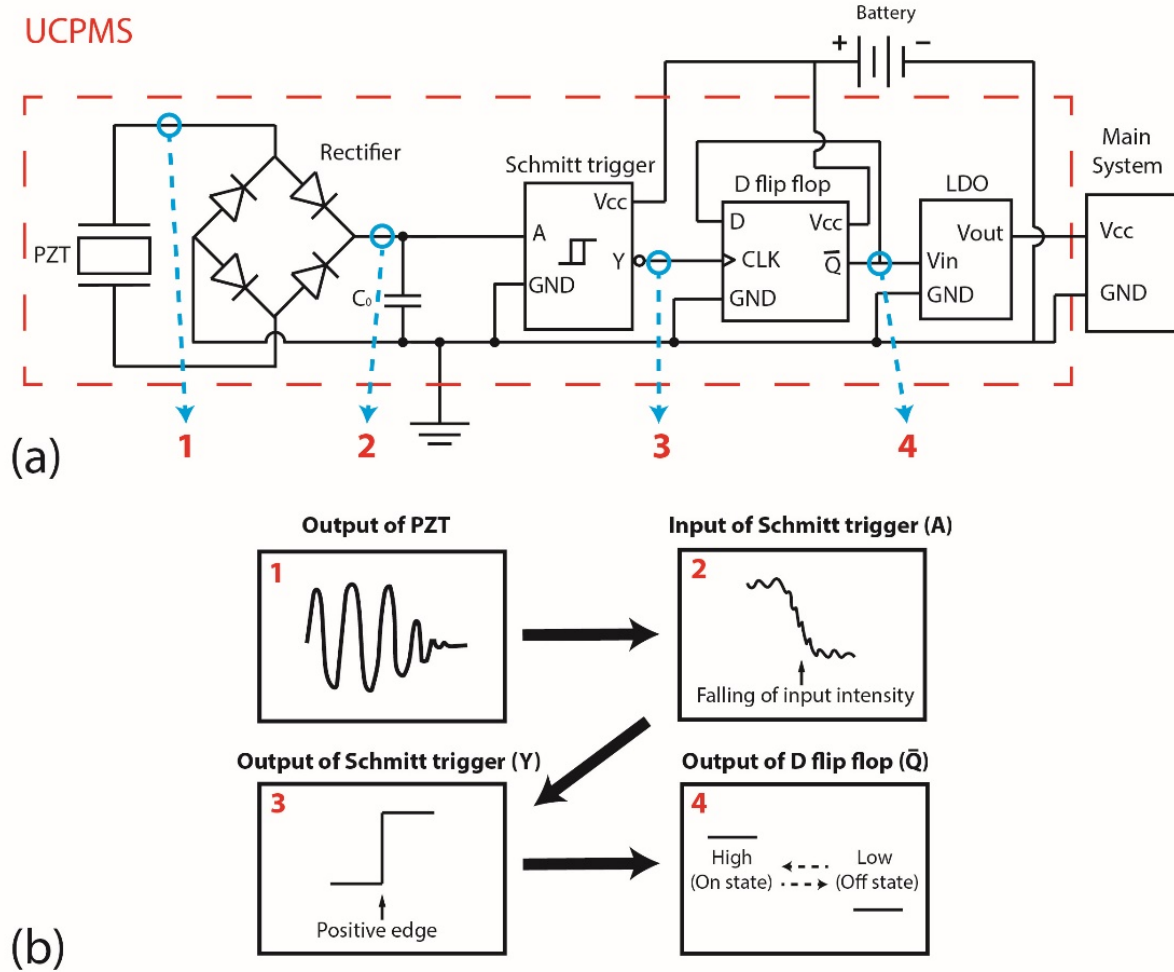 UCPMS
Battery
+ −
Rectifier
Schmitt trigger
D flip flop
LDO
Main
System
PZT
C₀
A
Vcc
Y
GND
D
Vcc
CLK
Q̅
GND
Vin
Vout
GND
Vcc
GND
1
2
3
4
(a)
Output of PZT
1
Input of Schmitt trigger (A)
2
Falling of input intensity
Output of Schmitt trigger (Y)
3
Positive edge
Output of D flip flop (Q̅)
4
High
(On state)
Low
(Off state)
(b)